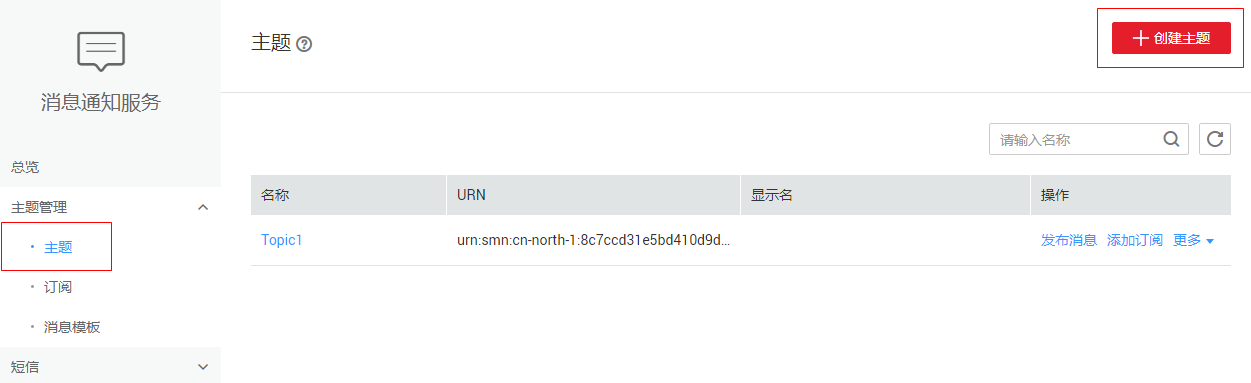 消息通知服务
总览
主题管理
主题
订阅
消息模板
短信
主题
创建主题
请输入名称
名称 URN 显示名 操作
Topic1 urn:smn:cn-north-1:8c7ccd31e5bd410d9d... 发布消息 添加订阅 更多